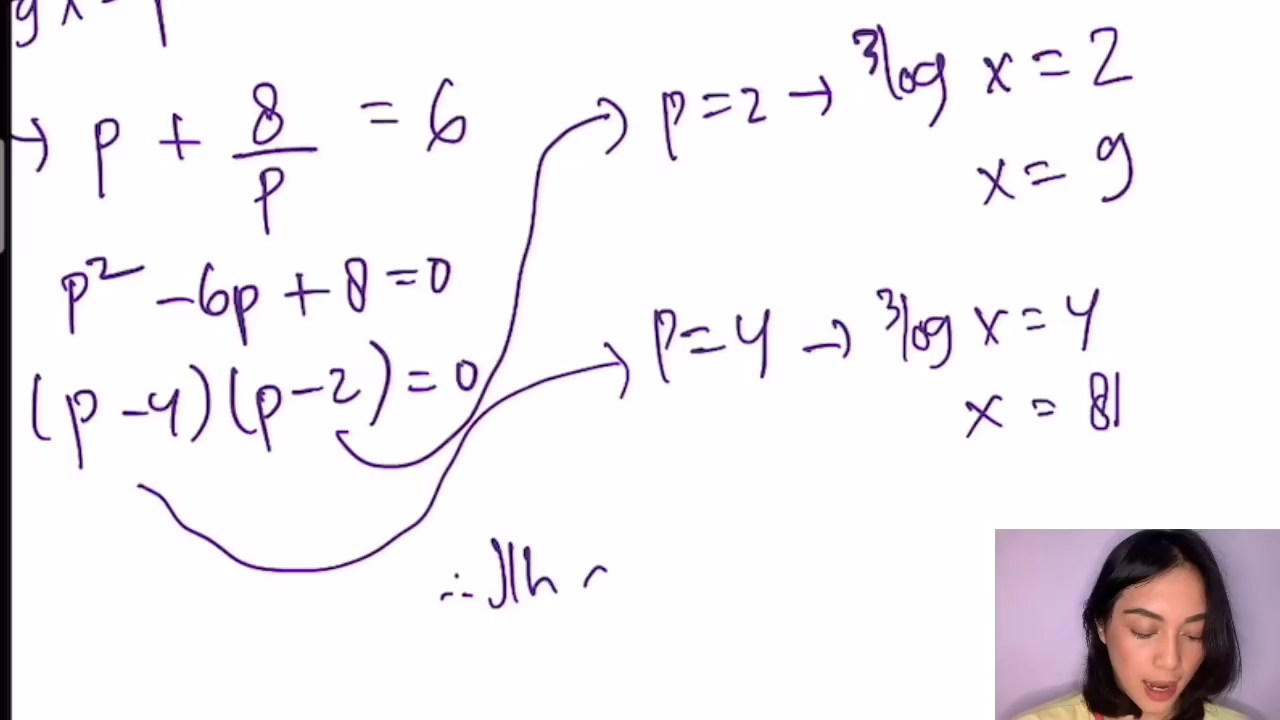 → p + 8/p = 6
p² - 6p + 8 = 0
(p - 4)(p - 2) = 0
p = 2 → ³log x = 2
x = 9
p = 4 → ³log x = 4
x = 81
∴ Jlh